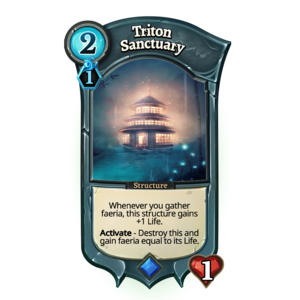 Triton
Sanctuary
2
1
Structure
Whenever you gather
faeria, this structure gains
+1 Life.
Activate - Destroy this and
gain faeria equal to its Life.
1